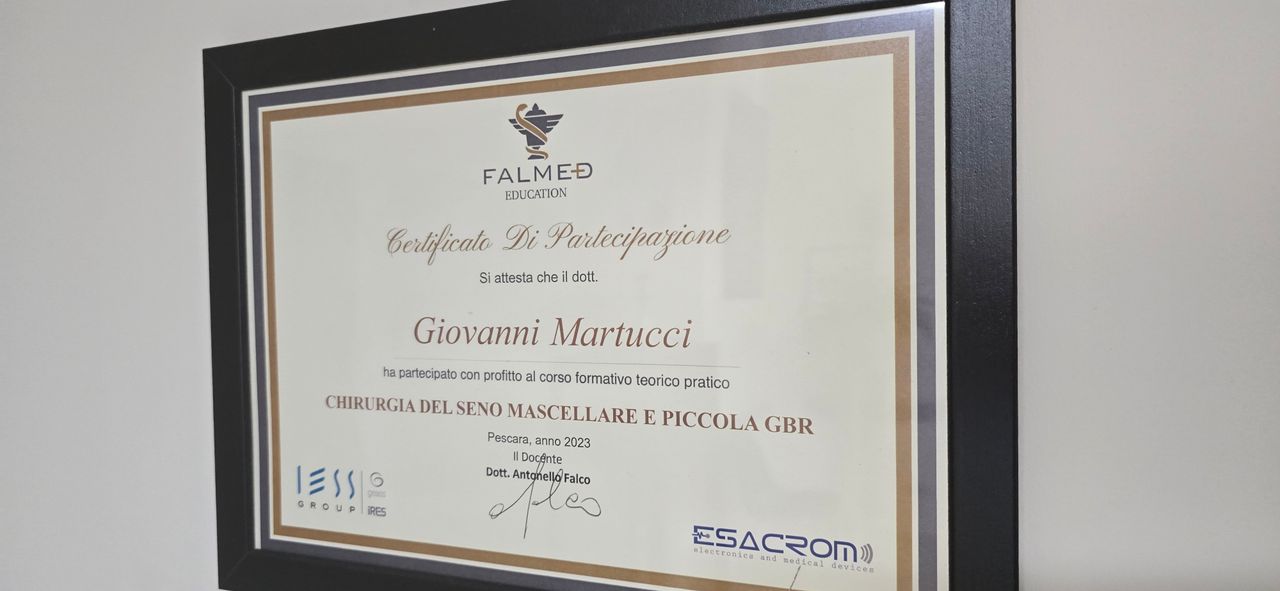 FALMED
EDUCATION
Certificato Di Partecipazione
Si attesta che il dott.
Giovanni Martucci
ha partecipato con profitto al corso formativo teorico pratico
CHIRURGIA DEL SENO MASCELLARE E PICCOLA GBR
Pescara, anno 2023
Il Docente
Dott. Antonello Falco
IESS
GROUP
iRES
ESACROM
electronics and medical devices